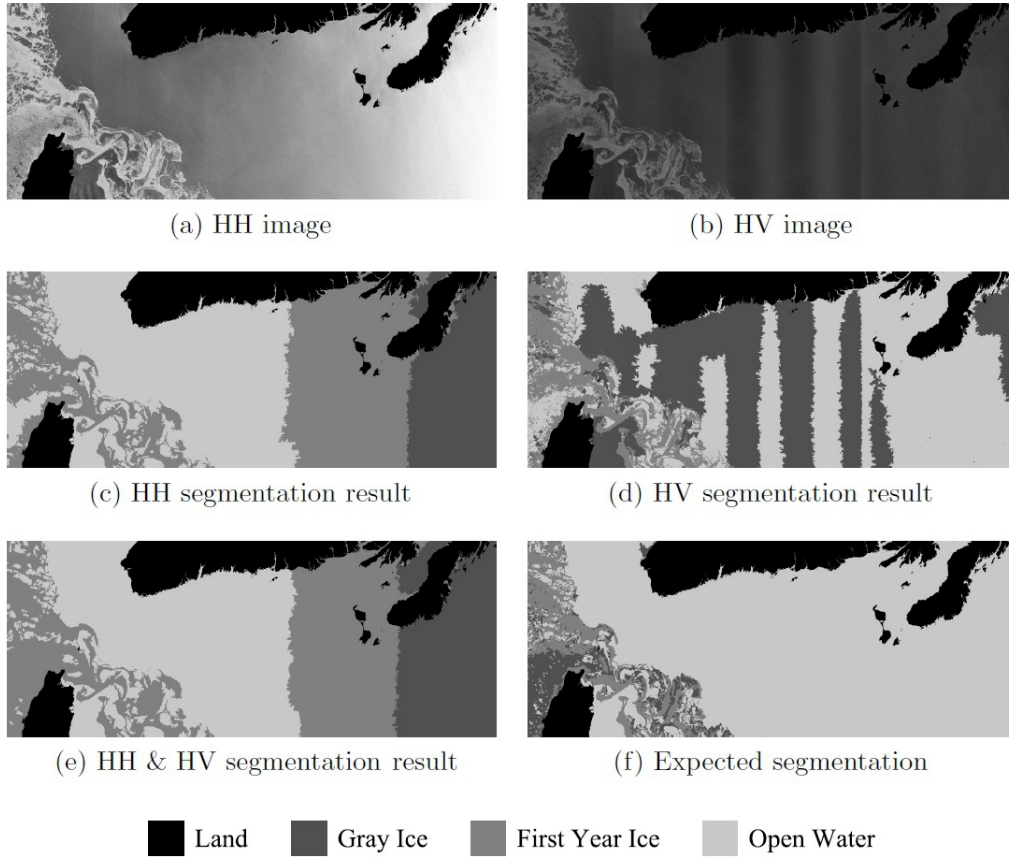 (a) HH image
(b) HV image
(c) HH segmentation result
(d) HV segmentation result
(e) HH & HV segmentation result
(f) Expected segmentation
Land
Gray Ice
First Year Ice
Open Water